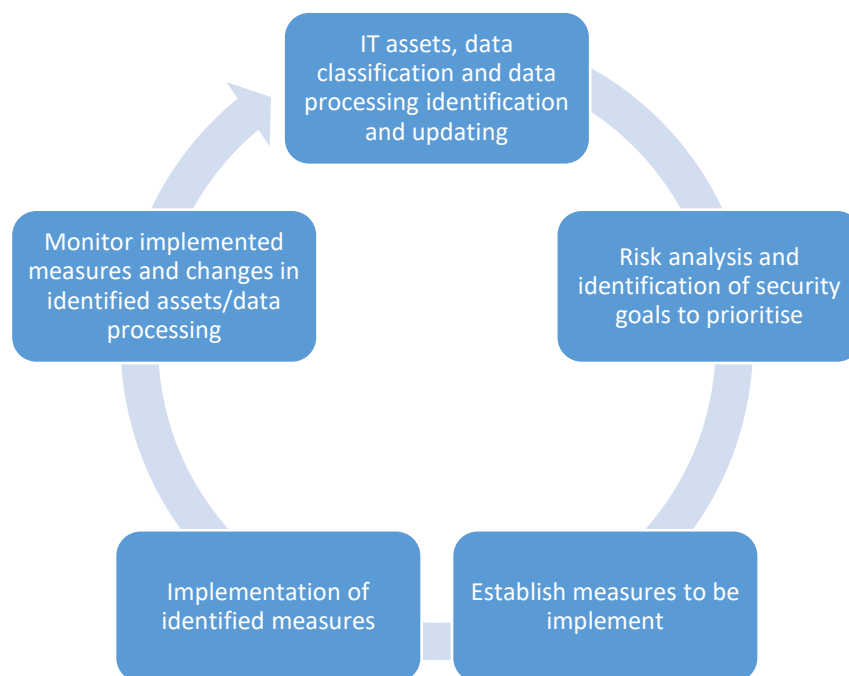 IT assets, data
classification and data
processing identification
and updating
Risk analysis and
identification of security
goals to prioritise
Establish measures to be
implement
Implementation of
identified measures
Monitor implemented
measures and changes in
identified assets/data
processing